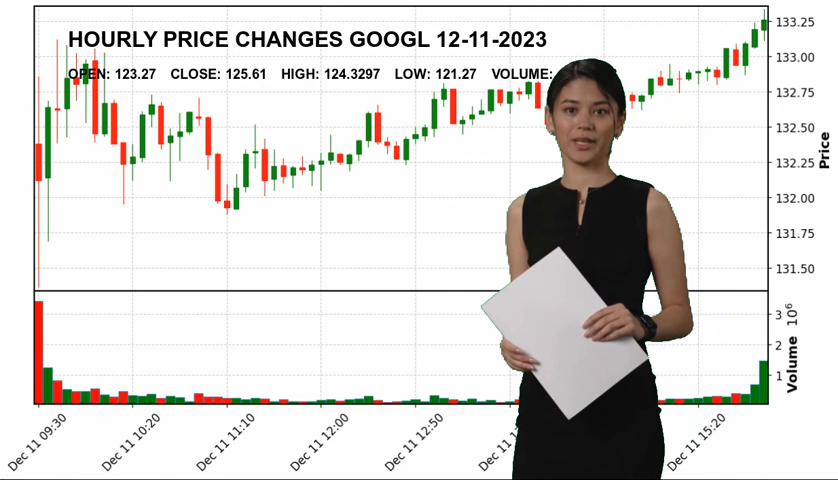 HOURLY PRICE CHANGES GOOGL 12-11-2023
OPEN: 123.27 CLOSE: 125.61 HIGH: 124.3297 LOW: 121.27 VOLUME:
133.25
133.00
132.75
132.50
132.25
132.00
131.75
131.50
Price
3
2
1
Volume 10⁶
Dec 11 09:30
Dec 11 10:20
Dec 11 11:10
Dec 11 12:00
Dec 11 12:50
Dec 11
Dec 11 15:20